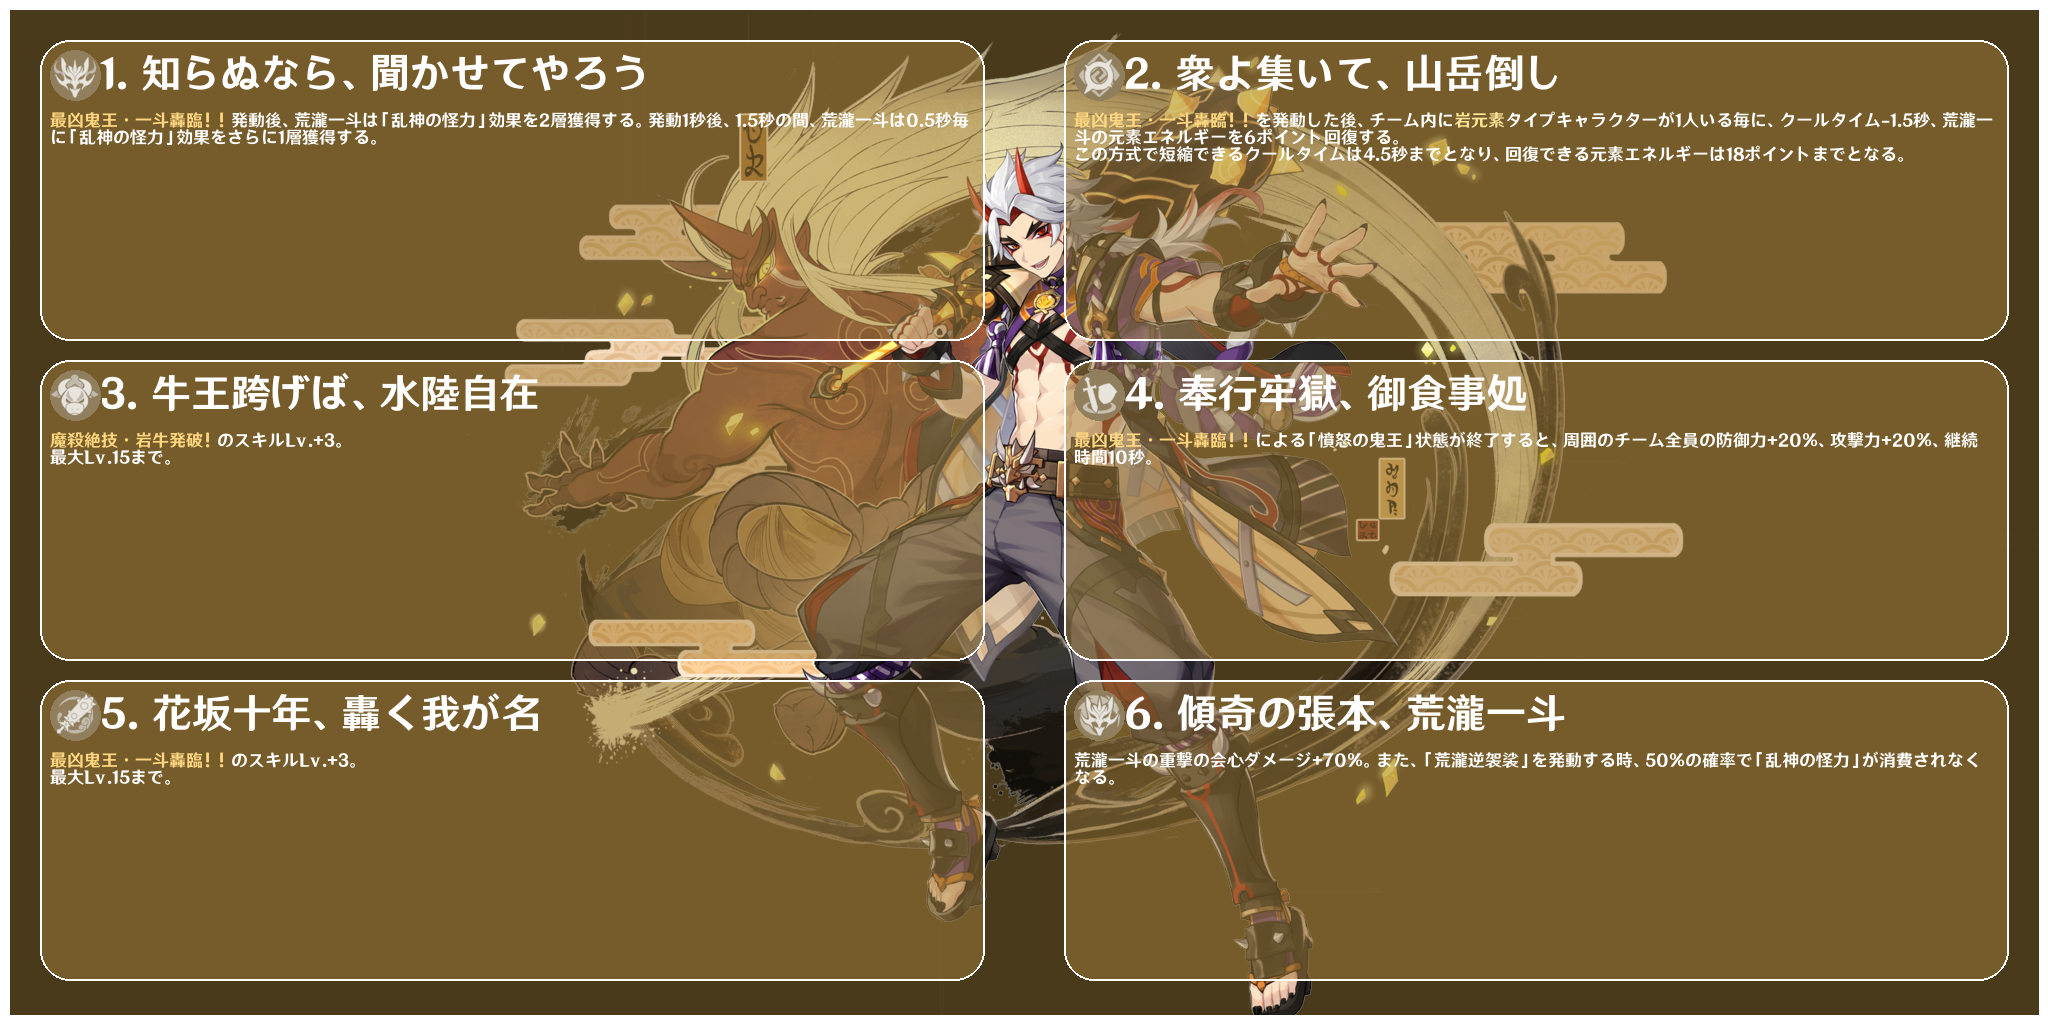 1. 知らぬなら、聞かせてやろう
最凶鬼王・一斗轟臨！！発動後、荒瀧一斗は「乱神の怪力」効果を2層獲得する。発動1秒後、1.5秒の間、荒瀧一斗は0.5秒毎
に「乱神の怪力」効果をさらに1層獲得する。
2. 衆よ集いて、山岳倒し
最凶鬼王・一斗轟臨！！を発動した後、チーム内に岩元素タイプキャラクターが1人いる毎に、クールタイム-1.5秒、荒瀧一
斗の元素エネルギーを6ポイント回復する。
この方式で短縮できるクールタイムは4.5秒までとなり、回復できる元素エネルギーは18ポイントまでとなる。
3. 牛王跨げば、水陸自在
魔殺絶技・岩牛発破！のスキルLv.+3。
最大Lv.15まで。
4. 奉行牢獄、御食事処
最凶鬼王・一斗轟臨！！による「憤怒の鬼王」状態が終了すると、周囲のチーム全員の防御力+20%、攻撃力+20%、継続
時間10秒。
5. 花坂十年、轟く我が名
最凶鬼王・一斗轟臨！！のスキルLv.+3。
最大Lv.15まで。
6. 傾奇の張本、荒瀧一斗
荒瀧一斗の重撃の会心ダメージ+70%。また、「荒瀧逆袈裟」を発動する時、50%の確率で「乱神の怪力」が消費されなく
なる。